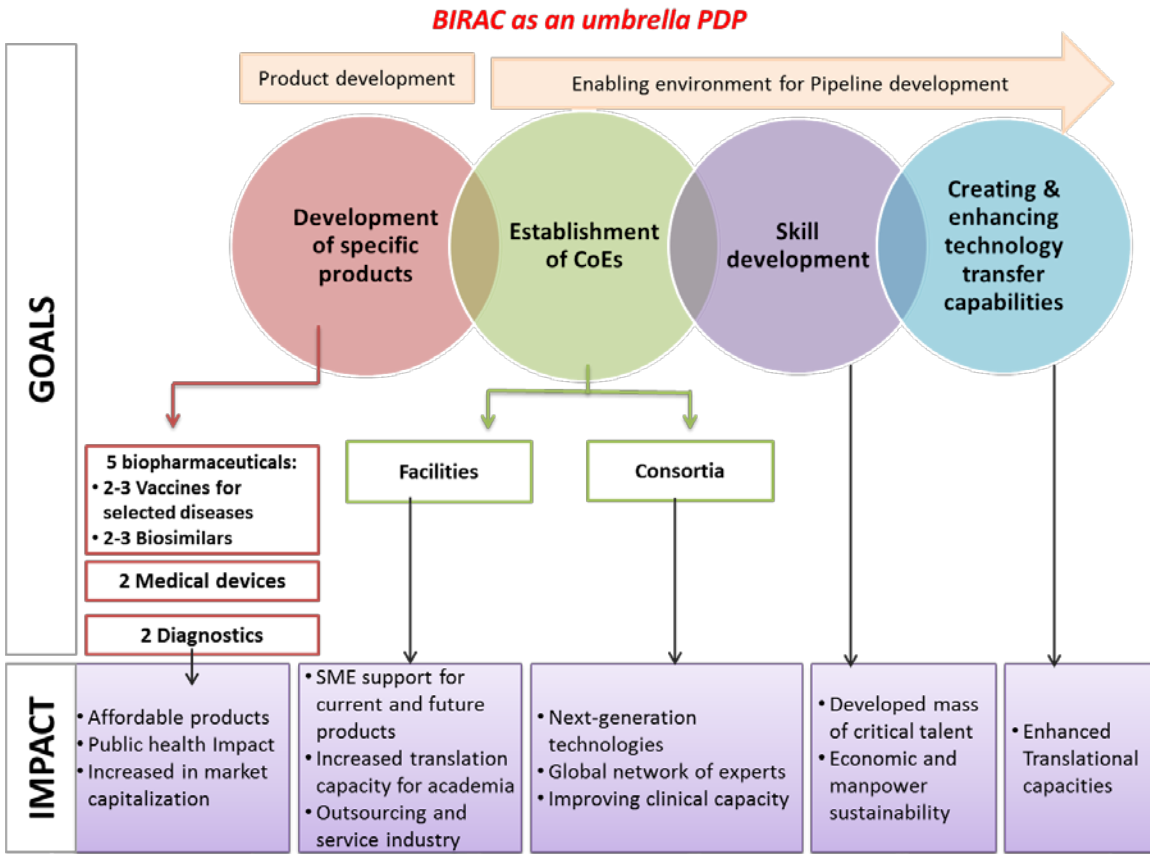 BIRAC as an umbrella PDP
Product development
Enabling environment for Pipeline development
GOALS
Development
of specific
products
Establishment
of CoEs
Skill
development
Creating &
enhancing
technology
transfer
capabilities
5 biopharmaceuticals:
• 2-3 Vaccines for
selected diseases
• 2-3 Biosimilars
2 Medical devices
2 Diagnostics
Facilities
Consortia
IMPACT
• Affordable products
• Public health Impact
• Increased in market
capitalization
• SME support for
current and future
products
• Increased translation
capacity for academia
• Outsourcing and
service industry
• Next-generation
technologies
• Global network of experts
• Improving clinical capacity
• Developed mass
of critical talent
• Economic and
manpower
sustainability
• Enhanced
Translational
capacities